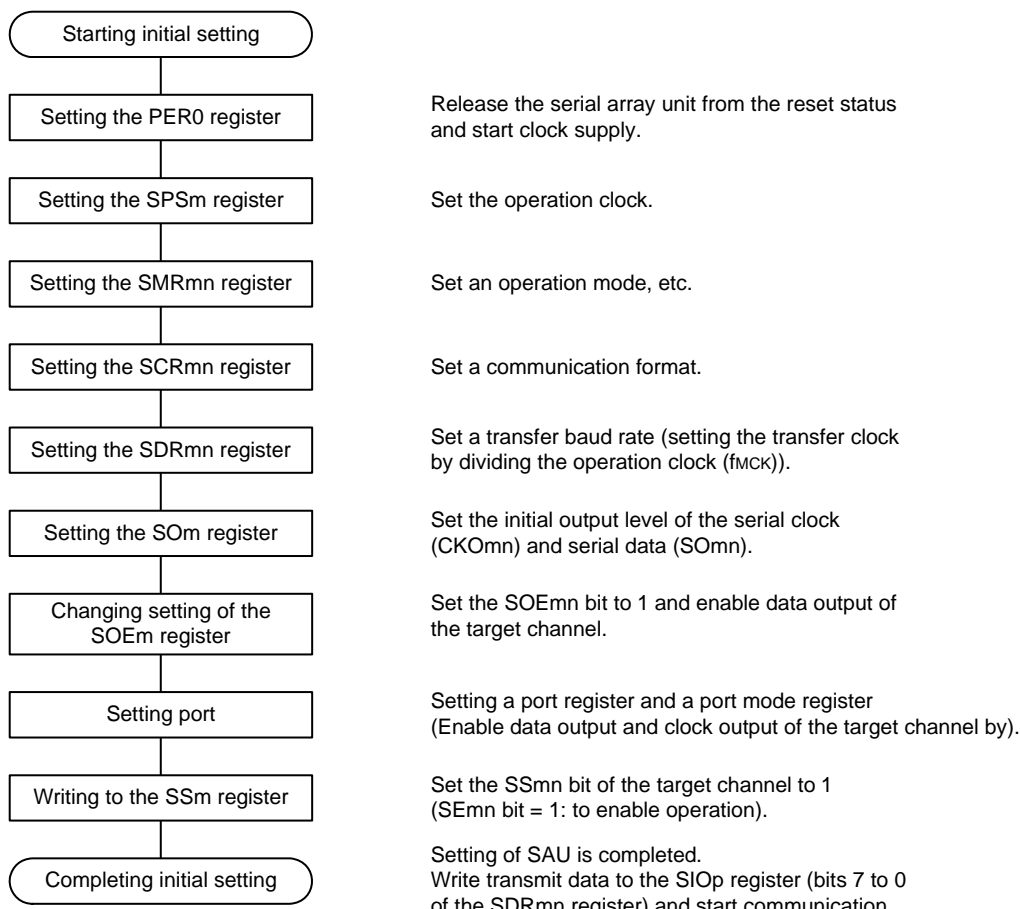 Starting initial setting
Setting the PER0 register
Release the serial array unit from the reset status
and start clock supply.
Setting the SPSm register
Set the operation clock.
Setting the SMRmn register
Set an operation mode, etc.
Setting the SCRmn register
Set a communication format.
Setting the SDRmn register
Set a transfer baud rate (setting the transfer clock
by dividing the operation clock (fMCK)).
Setting the SOm register
Set the initial output level of the serial clock
(CKOmn) and serial data (SOmn).
Changing setting of the
SOEm register
Set the SOEmn bit to 1 and enable data output of
the target channel.
Setting port
Setting a port register and a port mode register
(Enable data output and clock output of the target channel by).
Writing to the SSm register
Set the SSmn bit of the target channel to 1
(SEmn bit = 1: to enable operation).
Completing initial setting
Setting of SAU is completed.
Write transmit data to the SIOp register (bits 7 to 0
of the SDRmn register) and start communication